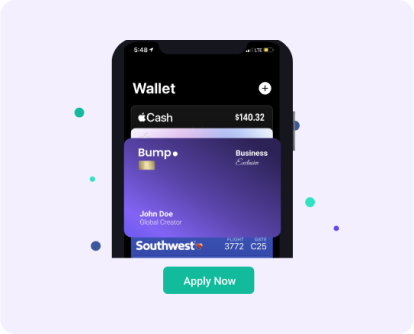 5:48
LTE
Wallet
Cash
$140.32
Bump
Business
Exclusive
John Doe
Global Creator
Southwest
FLIGHT
GATE
3772
C25
Apply Now